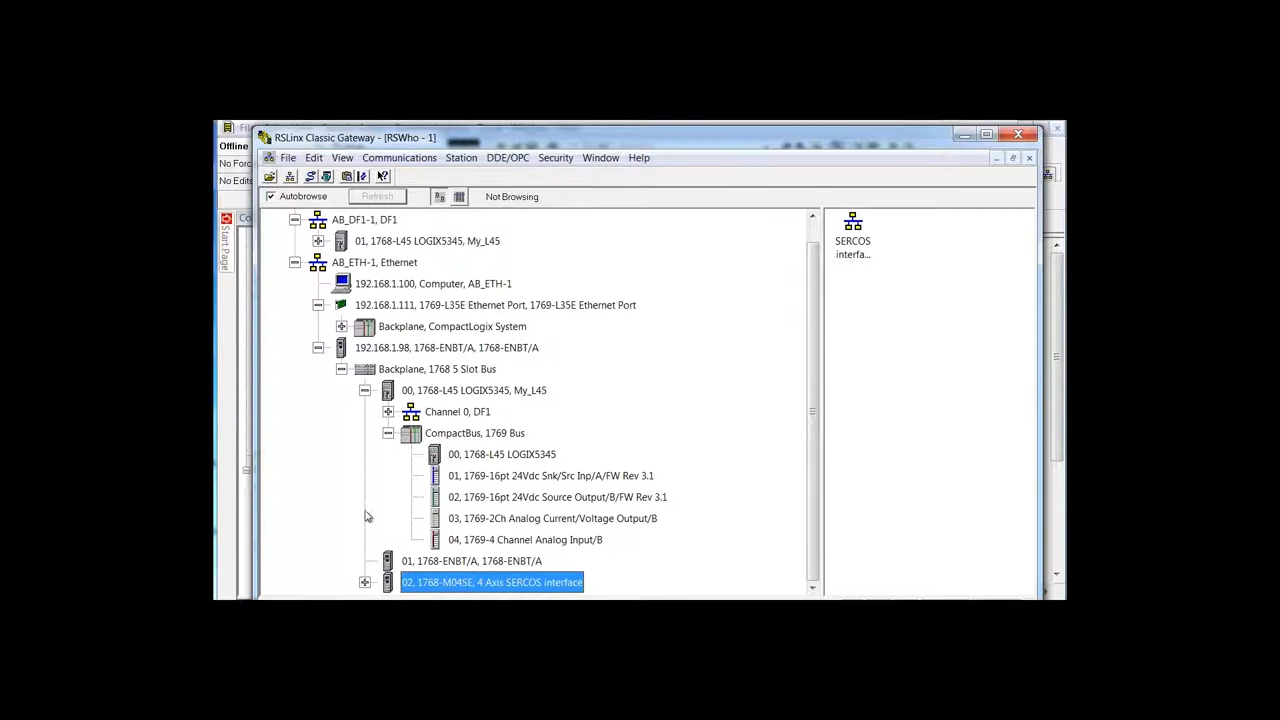 RSLinx Classic Gateway - [RSWho - 1]
File Edit View Communications Station DDE/OPC Security Window Help
Autobrowse Refresh Not Browsing
Offline
No Forc
No Edits
Start Page
Co
AB_DF1-1, DF1
01, 1768-L45 LOGIX5345, My_L45
AB_ETH-1, Ethernet
192.168.1.100, Computer, AB_ETH-1
192.168.1.111, 1769-L35E Ethernet Port, 1769-L35E Ethernet Port
Backplane, CompactLogix System
192.168.1.98, 1768-ENBT/A, 1768-ENBT/A
Backplane, 1768 5 Slot Bus
00, 1768-L45 LOGIX5345, My_L45
Channel 0, DF1
CompactBus, 1769 Bus
00, 1768-L45 LOGIX5345
01, 1769-16pt 24Vdc Snk/Src Inp/A/FW Rev 3.1
02, 1769-16pt 24Vdc Source Output/B/FW Rev 3.1
03, 1769-2Ch Analog Current/Voltage Output/B
04, 1769-4 Channel Analog Input/B
01, 1768-ENBT/A, 1768-ENBT/A
02, 1768-M04SE, 4 Axis SERCOS interface
SERCOS
interfa...